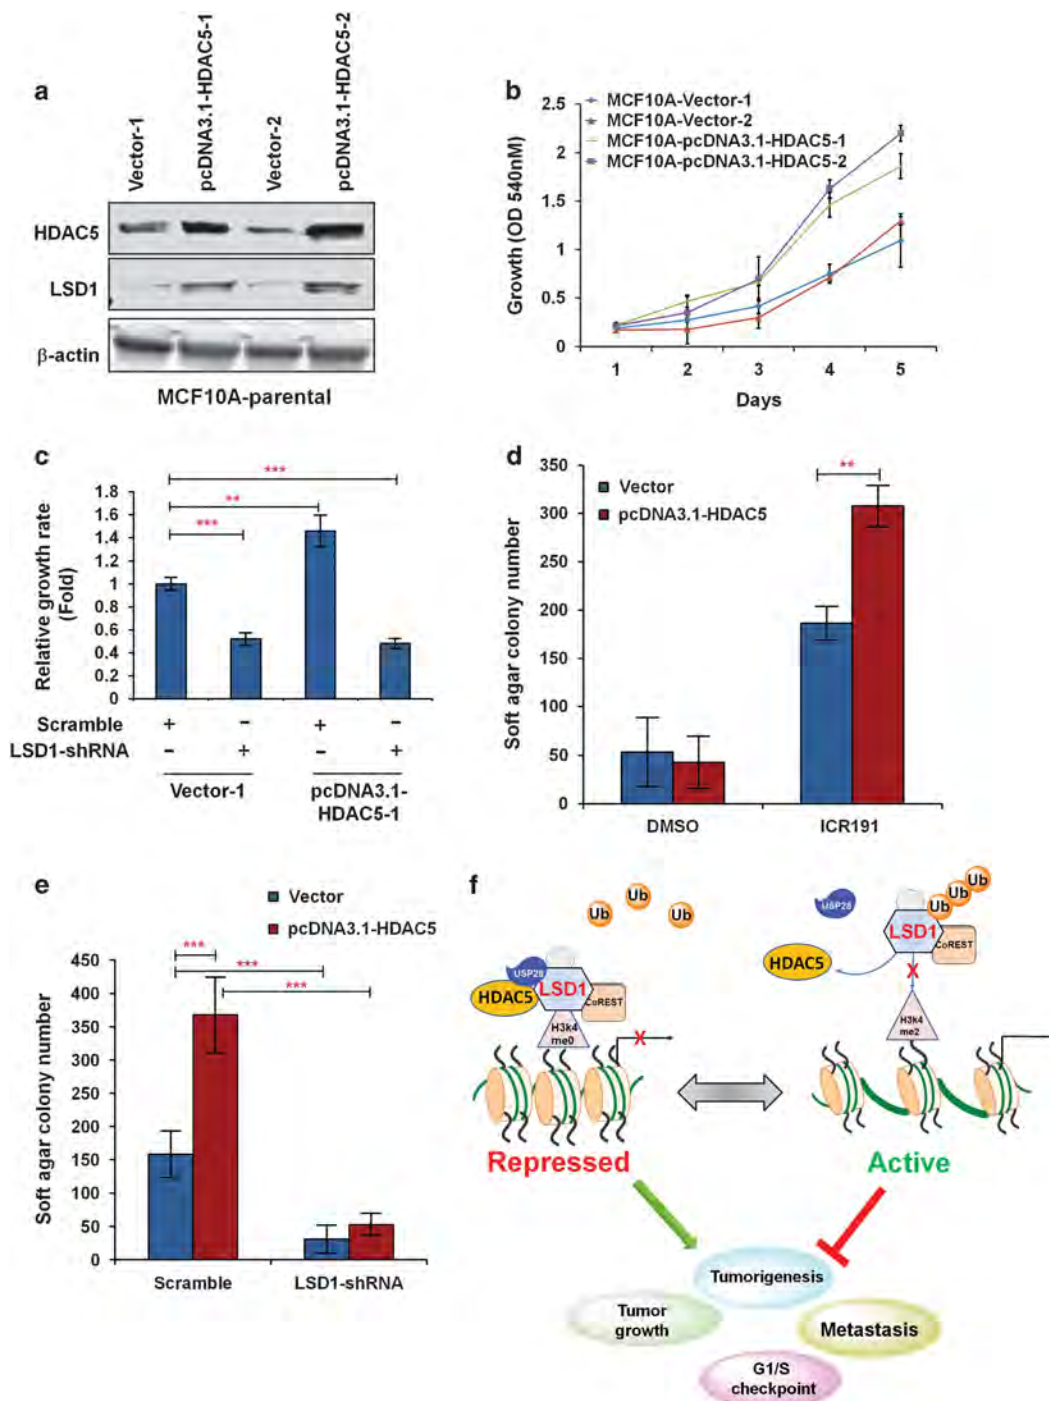 a
Vector-1
pcDNA3.1-HDAC5-1
Vector-2
pcDNA3.1-HDAC5-2
HDAC5
LSD1
β-actin
MCF10A-parental
b
MCF10A-Vector-1
MCF10A-Vector-2
MCF10A-pcDNA3.1-HDAC5-1
MCF10A-pcDNA3.1-HDAC5-2
Growth (OD 540nM)
2.5
2
1.5
1
0.5
0
1 2 3 4 5
Days
c
***
**
***
Relative growth rate
(Fold)
1.8
1.6
1.4
1.2
1
0.8
0.6
0.4
0.2
0
Scramble + - + -
LSD1-shRNA - + - +
Vector-1
pcDNA3.1-
HDAC5-1
d
Vector
pcDNA3.1-HDAC5
**
Soft agar colony number
350
300
250
200
150
100
50
0
DMSO ICR191
e
Vector
pcDNA3.1-HDAC5
***
***
***
Soft agar colony number
450
400
350
300
250
200
150
100
50
0
Scramble LSD1-shRNA
f
Ub
Ub
Ub
USP28
HDAC5
LSD1
CoREST
H3k4
me0
X
Repressed
USP28
Ub
Ub
Ub
LSD1
CoREST
HDAC5
X
H3k4
me2
Active
Tumorigenesis
Tumor
growth
Metastasis
G1/S
checkpoint